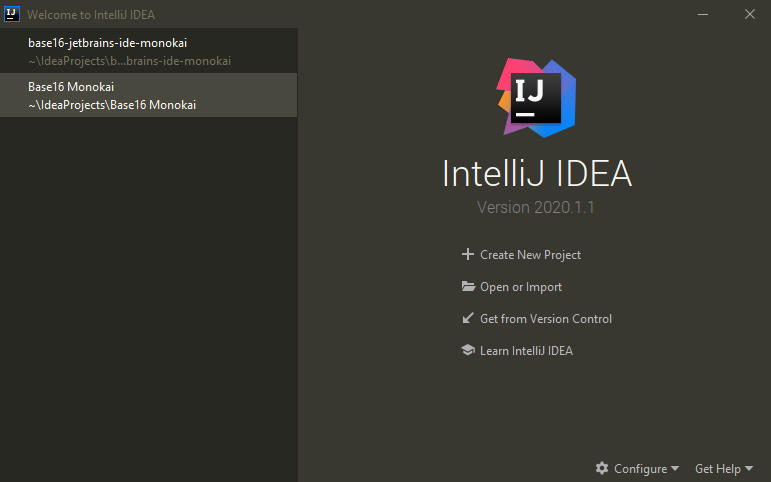 Welcome to IntelliJ IDEA
base16-jetbrains-ide-monokai
~\IdeaProjects\b...brains-ide-monokai
Base16 Monokai
~\IdeaProjects\Base16 Monokai
IJ
IntelliJ IDEA
Version 2020.1.1
Create New Project
Open or Import
Get from Version Control
Learn IntelliJ IDEA
Configure
Get Help